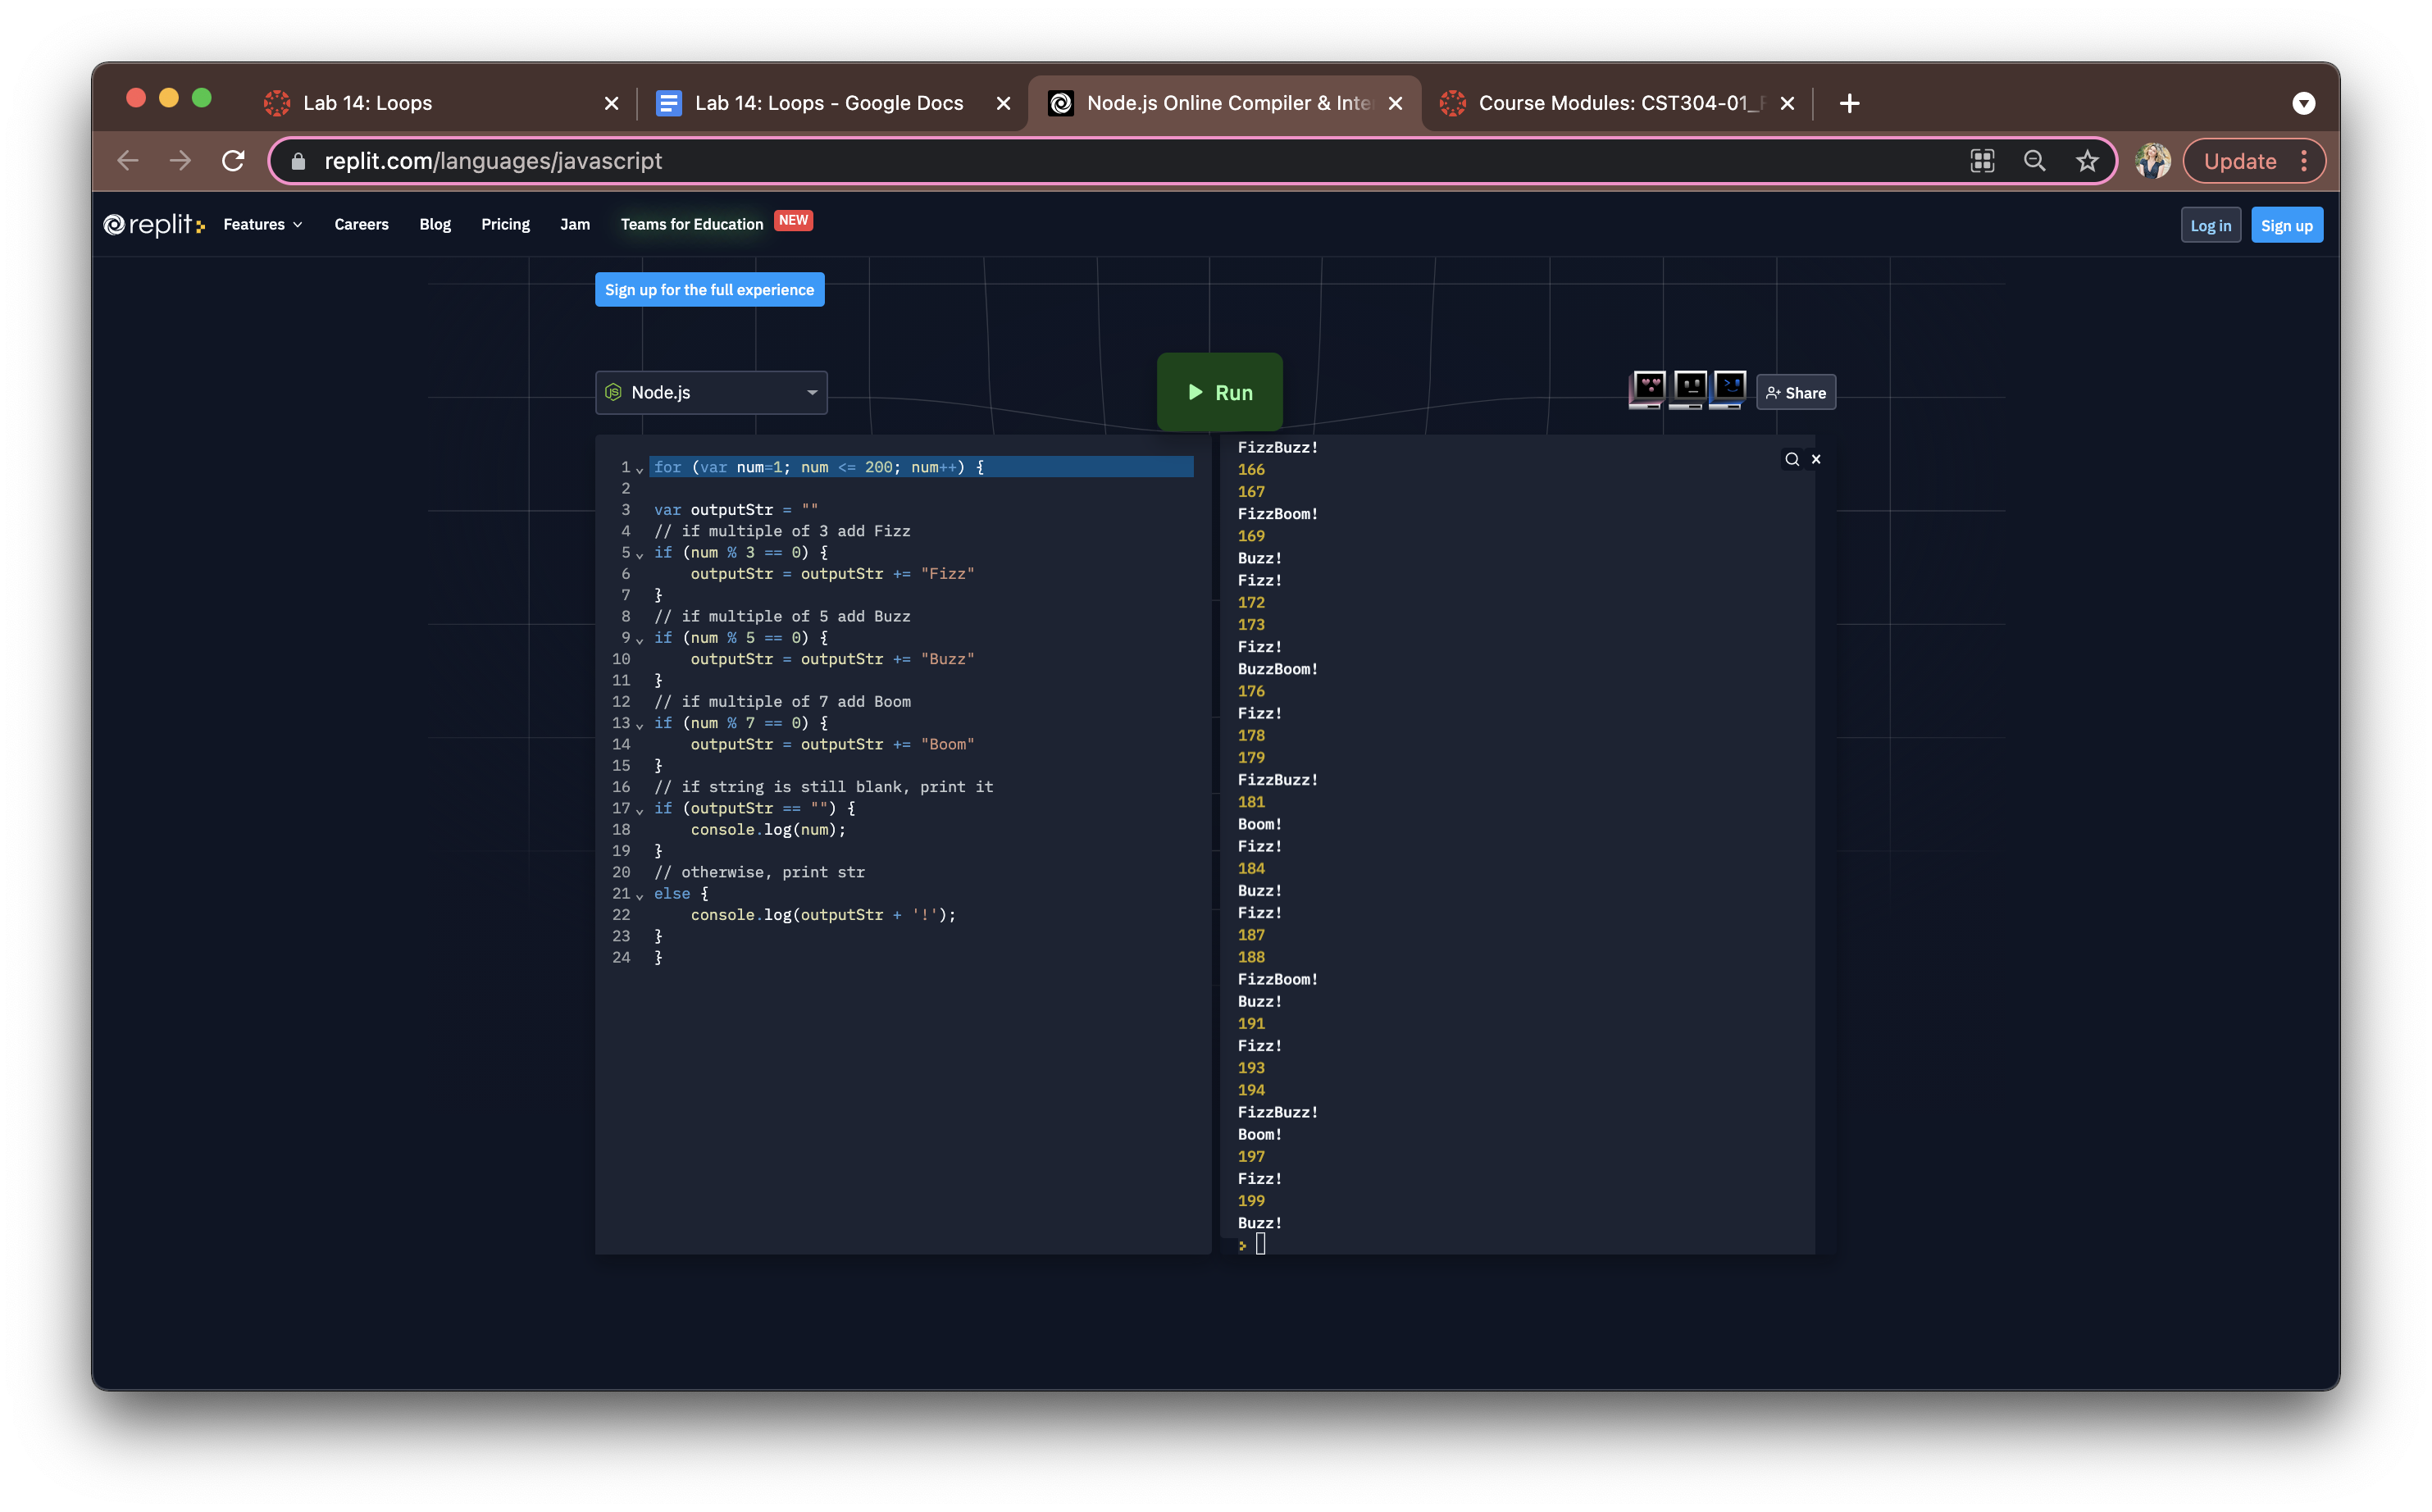 Lab 14: Loops
Lab 14: Loops - Google Docs
Node.js Online Compiler & Inte
Course Modules: CST304-01_
replit.com/languages/javascript
Update
replit
Features
Careers
Blog
Pricing
Jam
Teams for Education
NEW
Log in
Sign up
Sign up for the full experience
JS
Node.js
Run
Share
1 for (var num=1; num <= 200; num++) {
2
3 var outputStr = ""
4 // if multiple of 3 add Fizz
5 if (num % 3 == 0) {
6 outputStr = outputStr += "Fizz"
7 }
8 // if multiple of 5 add Buzz
9 if (num % 5 == 0) {
10 outputStr = outputStr += "Buzz"
11 }
12 // if multiple of 7 add Boom
13 if (num % 7 == 0) {
14 outputStr = outputStr += "Boom"
15 }
16 // if string is still blank, print it
17 if (outputStr == "") {
18 console.log(num);
19 }
20 // otherwise, print str
21 else {
22 console.log(outputStr + '!');
23 }
24 }
FizzBuzz!
166
167
FizzBoom!
169
Buzz!
Fizz!
172
173
Fizz!
BuzzBoom!
176
Fizz!
178
179
FizzBuzz!
181
Boom!
Fizz!
184
Buzz!
Fizz!
187
188
FizzBoom!
Buzz!
191
Fizz!
193
194
FizzBuzz!
Boom!
197
Fizz!
199
Buzz!